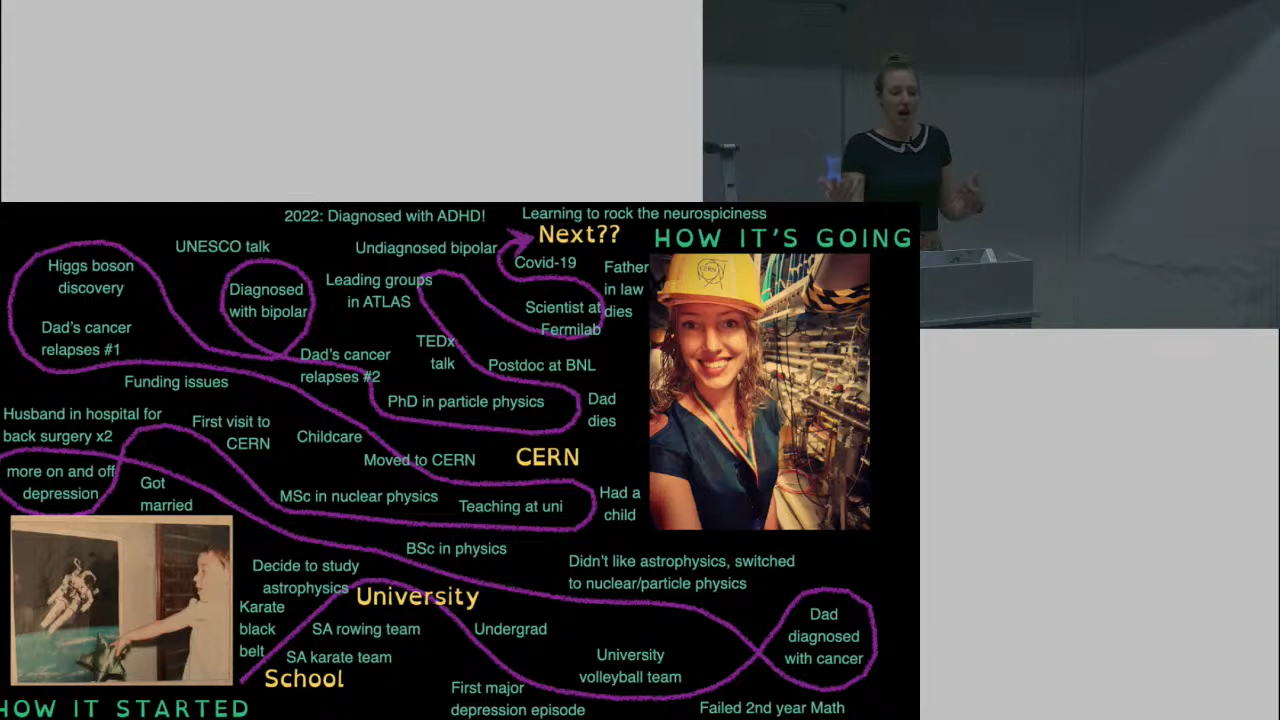 2022: Diagnosed with ADHD!
Learning to rock the neurospiciness
UNESCO talk
Undiagnosed bipolar
Next??
HOW IT'S GOING
Higgs boson
discovery
Diagnosed
with bipolar
Leading groups
in ATLAS
Covid-19
Father
in law
dies
Scientist at
Fermilab
CERN
Dad's cancer
relapses #1
Dad's cancer
relapses #2
TEDx
talk
Postdoc at BNL
Funding issues
PhD in particle physics
Dad
dies
Husband in hospital for
back surgery x2
First visit to
CERN
Childcare
Moved to CERN
CERN
more on and off
depression
Got
married
MSc in nuclear physics
Teaching at uni
Had a
child
BSc in physics
Didn't like astrophysics, switched
to nuclear/particle physics
Decide to study
astrophysics
University
Karate
black
belt
SA rowing team
Undergrad
Dad
diagnosed
with cancer
SA karate team
University
volleyball team
School
First major
depression episode
Failed 2nd year Math
HOW IT STARTED